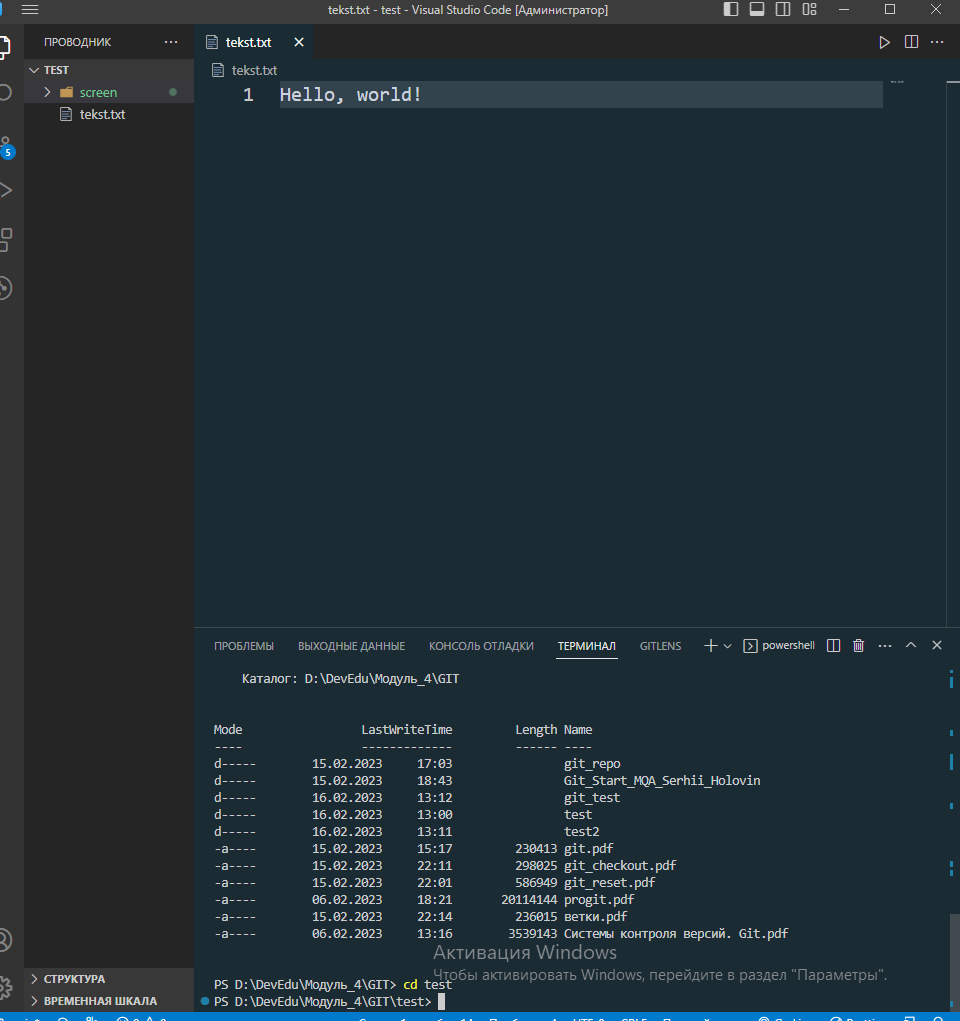 tekst.txt - test - Visual Studio Code [Администратор]
ПРОВОДНИК
tekst.txt
TEST
tekst.txt
screen
1 Hello, world!
tekst.txt
5
ПРОБЛЕМЫ ВЫХОДНЫЕ ДАННЫЕ КОНСОЛЬ ОТЛАДКИ ТЕРМИНАЛ GITLENS powershell
Каталог: D:\DevEdu\Модуль_4\GIT
Mode LastWriteTime Length Name
---- ------------- ------ ----
d----- 15.02.2023 17:03 git_repo
d----- 15.02.2023 18:43 Git_Start_MQA_Serhii_Holovin
d----- 16.02.2023 13:12 git_test
d----- 16.02.2023 13:00 test
d----- 16.02.2023 13:11 test2
-a---- 15.02.2023 15:17 230413 git.pdf
-a---- 15.02.2023 22:11 298025 git_checkout.pdf
-a---- 15.02.2023 22:01 586949 git_reset.pdf
-a---- 06.02.2023 18:21 20114144 progit.pdf
-a---- 15.02.2023 22:14 236015 ветки.pdf
-a---- 06.02.2023 13:16 3539143 Системы контроля версий. Git.pdf
Активация Windows
Чтобы активировать Windows, перейдите в раздел "Параметры".
PS D:\DevEdu\Модуль_4\GIT> cd test
PS D:\DevEdu\Модуль_4\GIT\test>
СТРУКТУРА
ВРЕМЕННАЯ ШКАЛА